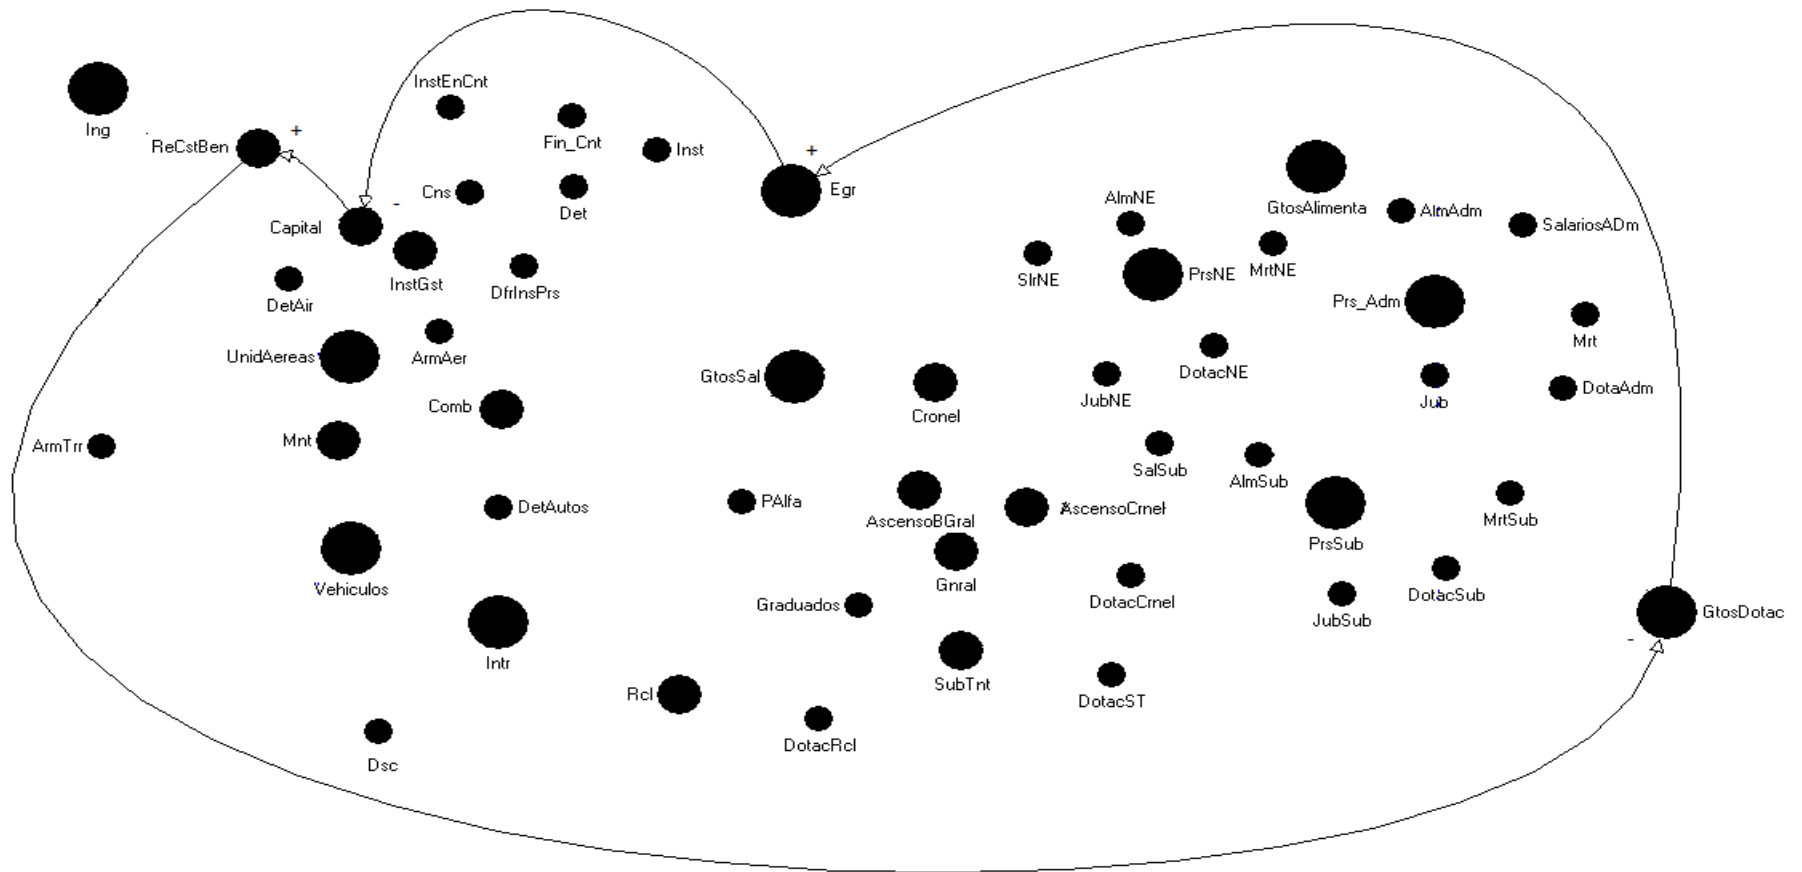 InstEnCnt
Ing
+
ReCstBen
Fin_Cnt
Inst
+
Egr
Cns
Det
-
Capital
InstGst
DfrInsPrs
DetAir
UnidAereas
ArmAer
Comb
Mnt
ArmTrr
DetAutos
Vehiculos
Intr
Dsc
GtosSal
Cronel
PAlfa
AscensoBGral
AscensoCrnel
Gnral
Graduados
SubTnt
Rcl
DotacRcl
DotacCrnel
DotacST
AlmNE
SlrNE
PrsNE
MrtNE
GtosAlimenta
AlmAdm
SalariosADm
Prs_Adm
Mrt
DotacNE
JubNE
Jub
DotaAdm
SalSub
AlmSub
MrtSub
PrsSub
DotacSub
JubSub
GtosDotac
-